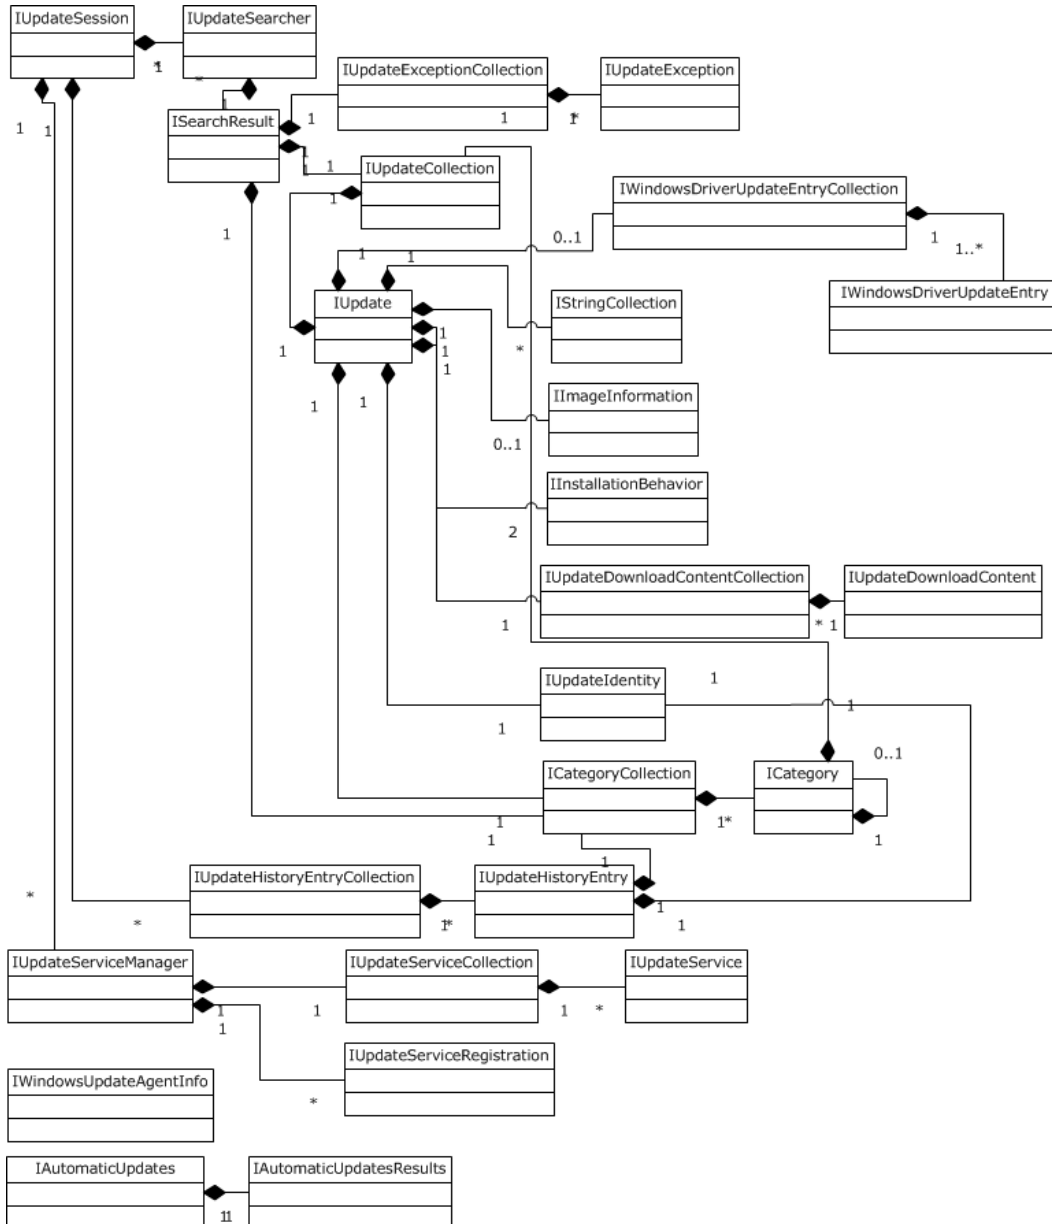 IUpdateSession
IUpdateSearcher
*
1
*
1
IUpdateExceptionCollection
IUpdateException
1
1
*
1
1
ISearchResult
1
1
1
IUpdateCollection
1
1
IWindowsDriverUpdateEntryCollection
0..1
1
1..*
1
1
IUpdate
IStringCollection
IWindowsDriverUpdateEntry
1
1
1
1
*
1
1
IImageInformation
0..1
IInstallationBehavior
2
IUpdateDownloadContentCollection
IUpdateDownloadContent
1
* 1
IUpdateIdentity
1
1
1
0..1
ICategoryCollection
ICategory
1
1*
1
1
1
IUpdateHistoryEntryCollection
IUpdateHistoryEntry
*
*
1*
1
1
IUpdateServiceManager
IUpdateServiceCollection
IUpdateService
1
1
1
*
1
IUpdateServiceRegistration
*
IWindowsUpdateAgentInfo
IAutomaticUpdates
IAutomaticUpdatesResults
11